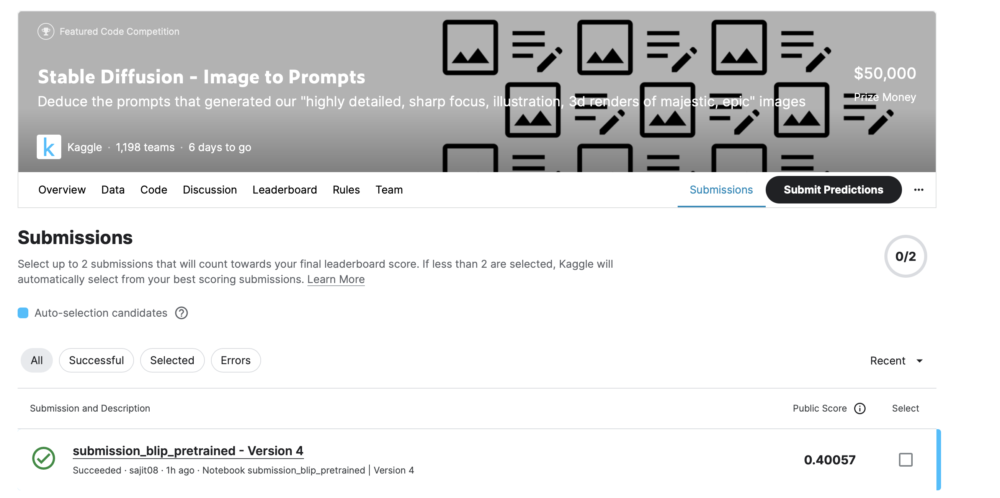 Featured Code Competition
Stable Diffusion - Image to Prompts
$50,000
Deduce the prompts that generated our "highly detailed, sharp focus, illustration, 3d renders of majestic, epic" images
Prize Money
k
Kaggle · 1,198 teams · 6 days to go
Overview Data Code Discussion Leaderboard Rules Team Submissions Submit Predictions ...
Submissions
0/2
Select up to 2 submissions that will count towards your final leaderboard score. If less than 2 are selected, Kaggle will
automatically select from your best scoring submissions. Learn More
Auto-selection candidates ?
All Successful Selected Errors Recent
Submission and Description Public Score i Select
submission_blip_pretrained - Version 4
0.40057
Succeeded · sajit08 · 1h ago · Notebook submission_blip_pretrained | Version 4